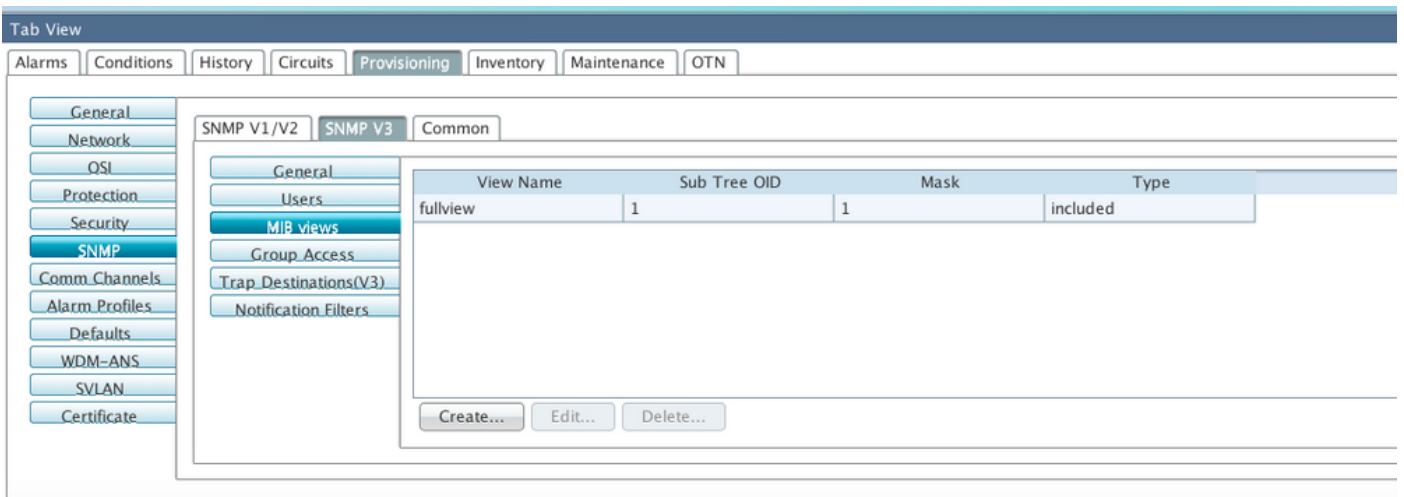 Tab View
Alarms Conditions History Circuits Provisioning Inventory Maintenance OTN
General
Network
OSI
Protection
Security
SNMP
Comm Channels
Alarm Profiles
Defaults
WDM-ANS
SVLAN
Certificate
SNMP V1/V2 SNMP V3 Common
General
Users
MIB views
Group Access
Trap Destinations(V3)
Notification Filters
View Name Sub Tree OID Mask Type
fullview 1 1 included
Create... Edit... Delete...